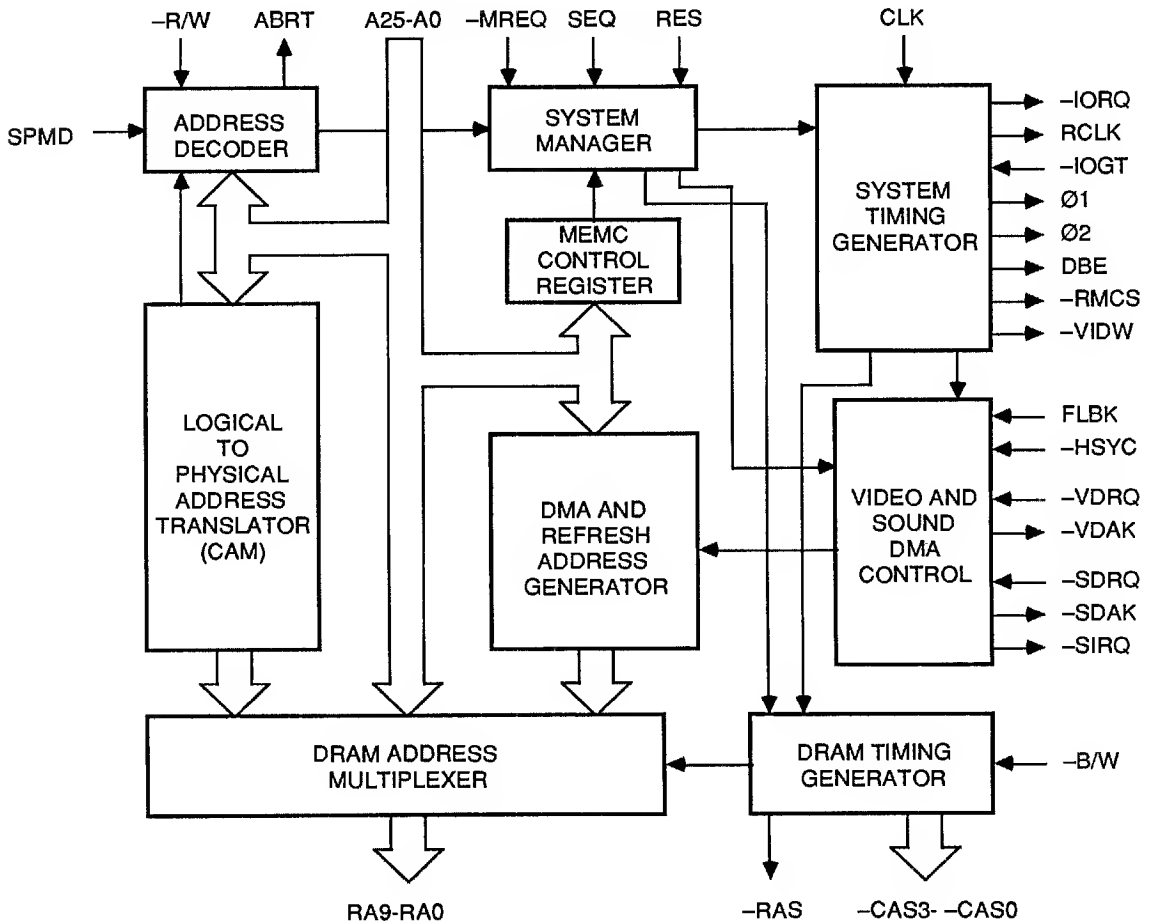 –R/W
ABRT
A25-A0
–MREQ
SEQ
RES
CLK
SPMD
ADDRESS
DECODER
SYSTEM
MANAGER
SYSTEM
TIMING
GENERATOR
–IORQ
RCLK
–IOGT
Ø1
Ø2
DBE
–RMCS
–VIDW
MEMC
CONTROL
REGISTER
LOGICAL
TO
PHYSICAL
ADDRESS
TRANSLATOR
(CAM)
DMA AND
REFRESH
ADDRESS
GENERATOR
VIDEO AND
SOUND
DMA
CONTROL
FLBK
–HSYC
–VDRQ
–VDAK
–SDRQ
–SDAK
–SIRQ
DRAM ADDRESS
MULTIPLEXER
DRAM TIMING
GENERATOR
–B/W
RA9-RA0
–RAS
–CAS3- –CAS0